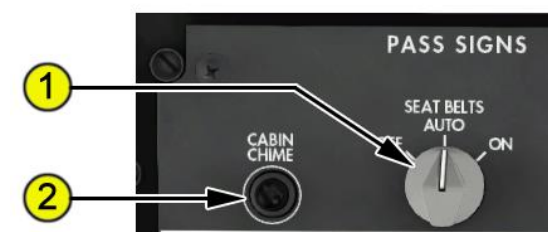 PASS SIGNS
1
SEAT BELTS
AUTO
ON
CABIN
CHIME
2